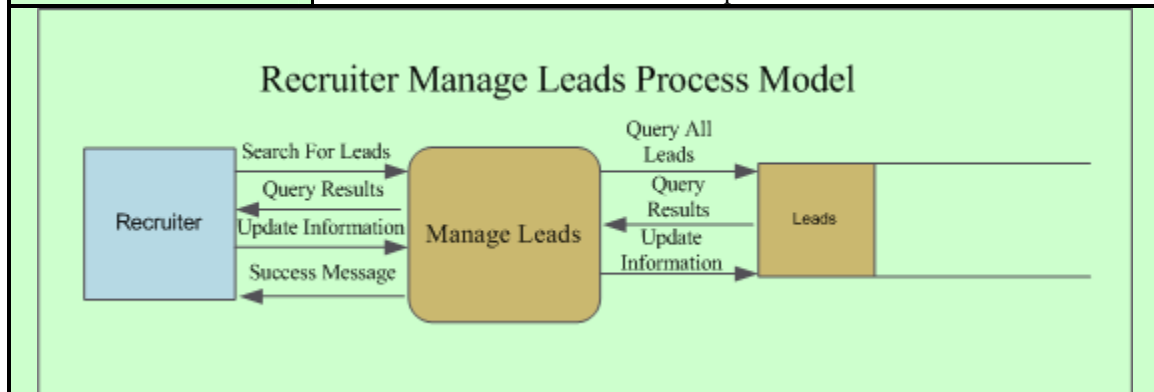 Recruiter Manage Leads Process Model
Search For Leads
Query Results
Update Information
Success Message
Recruiter
Manage Leads
Query All
Leads
Query
Results
Update
Information
Leads